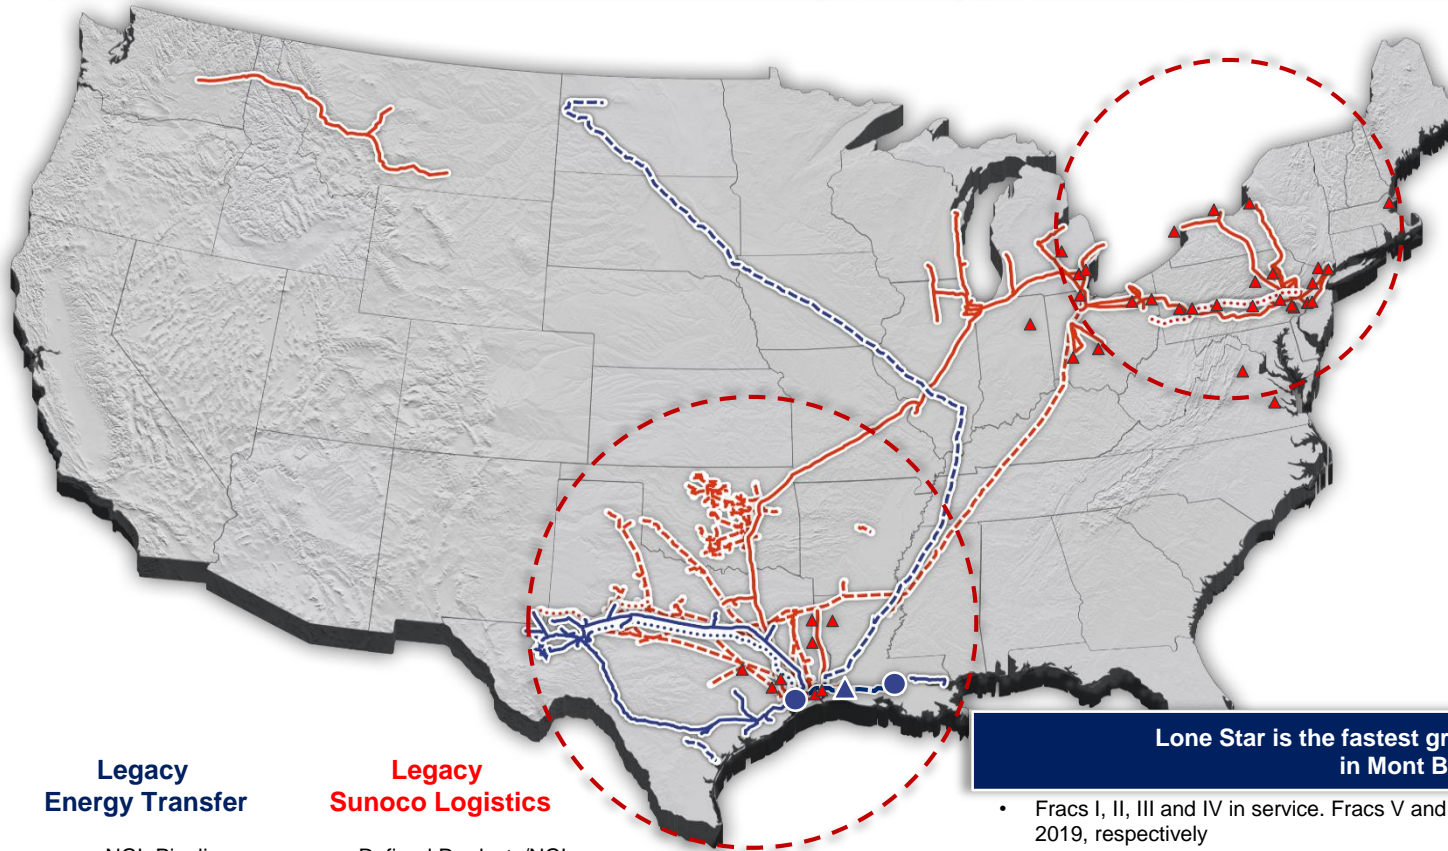 Lone Star is the fastest
in Mont
Legacy
Energy Transfer
Legacy
Sunoco Logistics
• Fracs I, II, III and IV in service. Fracs V and
2019, respectively